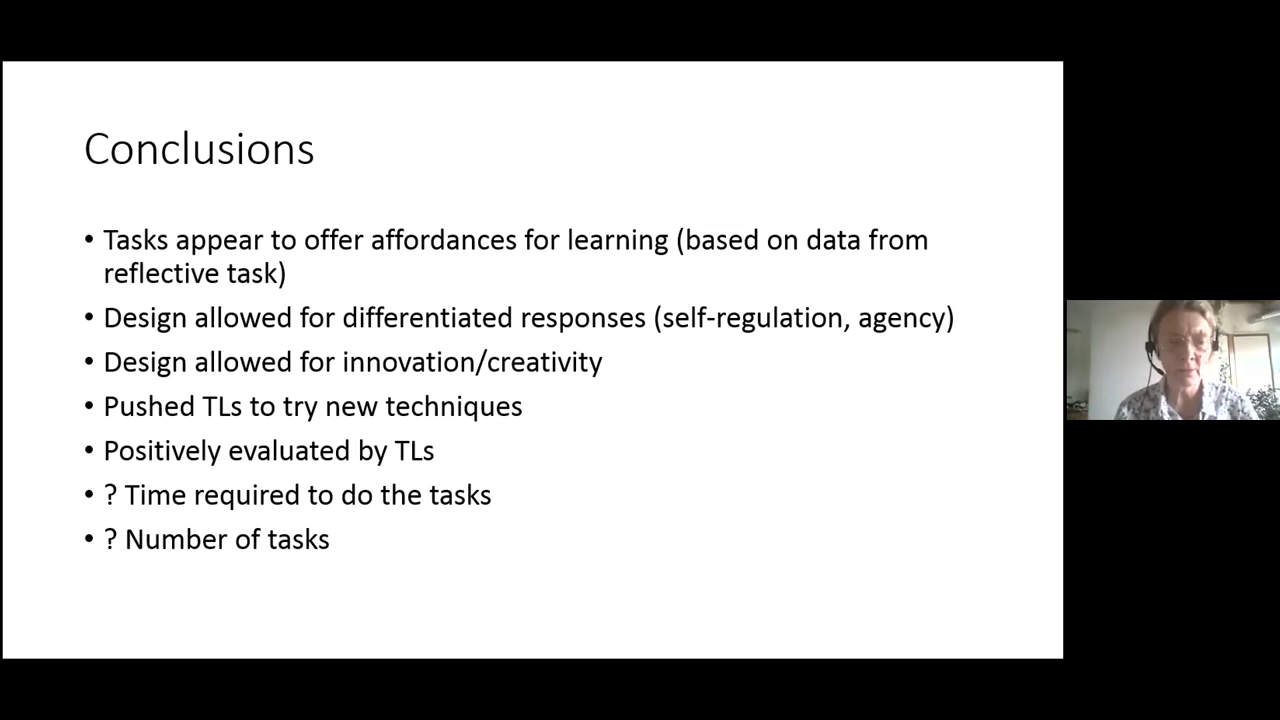 Conclusions
• Tasks appear to offer affordances for learning (based on data from
reflective task)
• Design allowed for differentiated responses (self-regulation, agency)
• Design allowed for innovation/creativity
• Pushed TLs to try new techniques
• Positively evaluated by TLs
• ? Time required to do the tasks
• ? Number of tasks